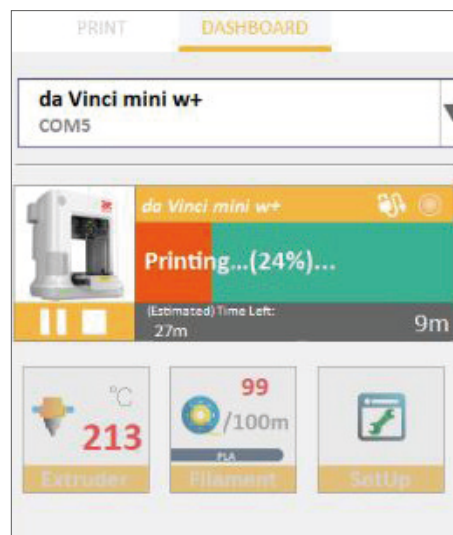 PRINT DASHBOARD
da Vinci mini w+
COM5
da Vinci mini w+
Printing...(24%)...
(Estimated) Time Left:
27m 9m
°C
213
Extruder
99
/100m
PLA
Filament
SetUp